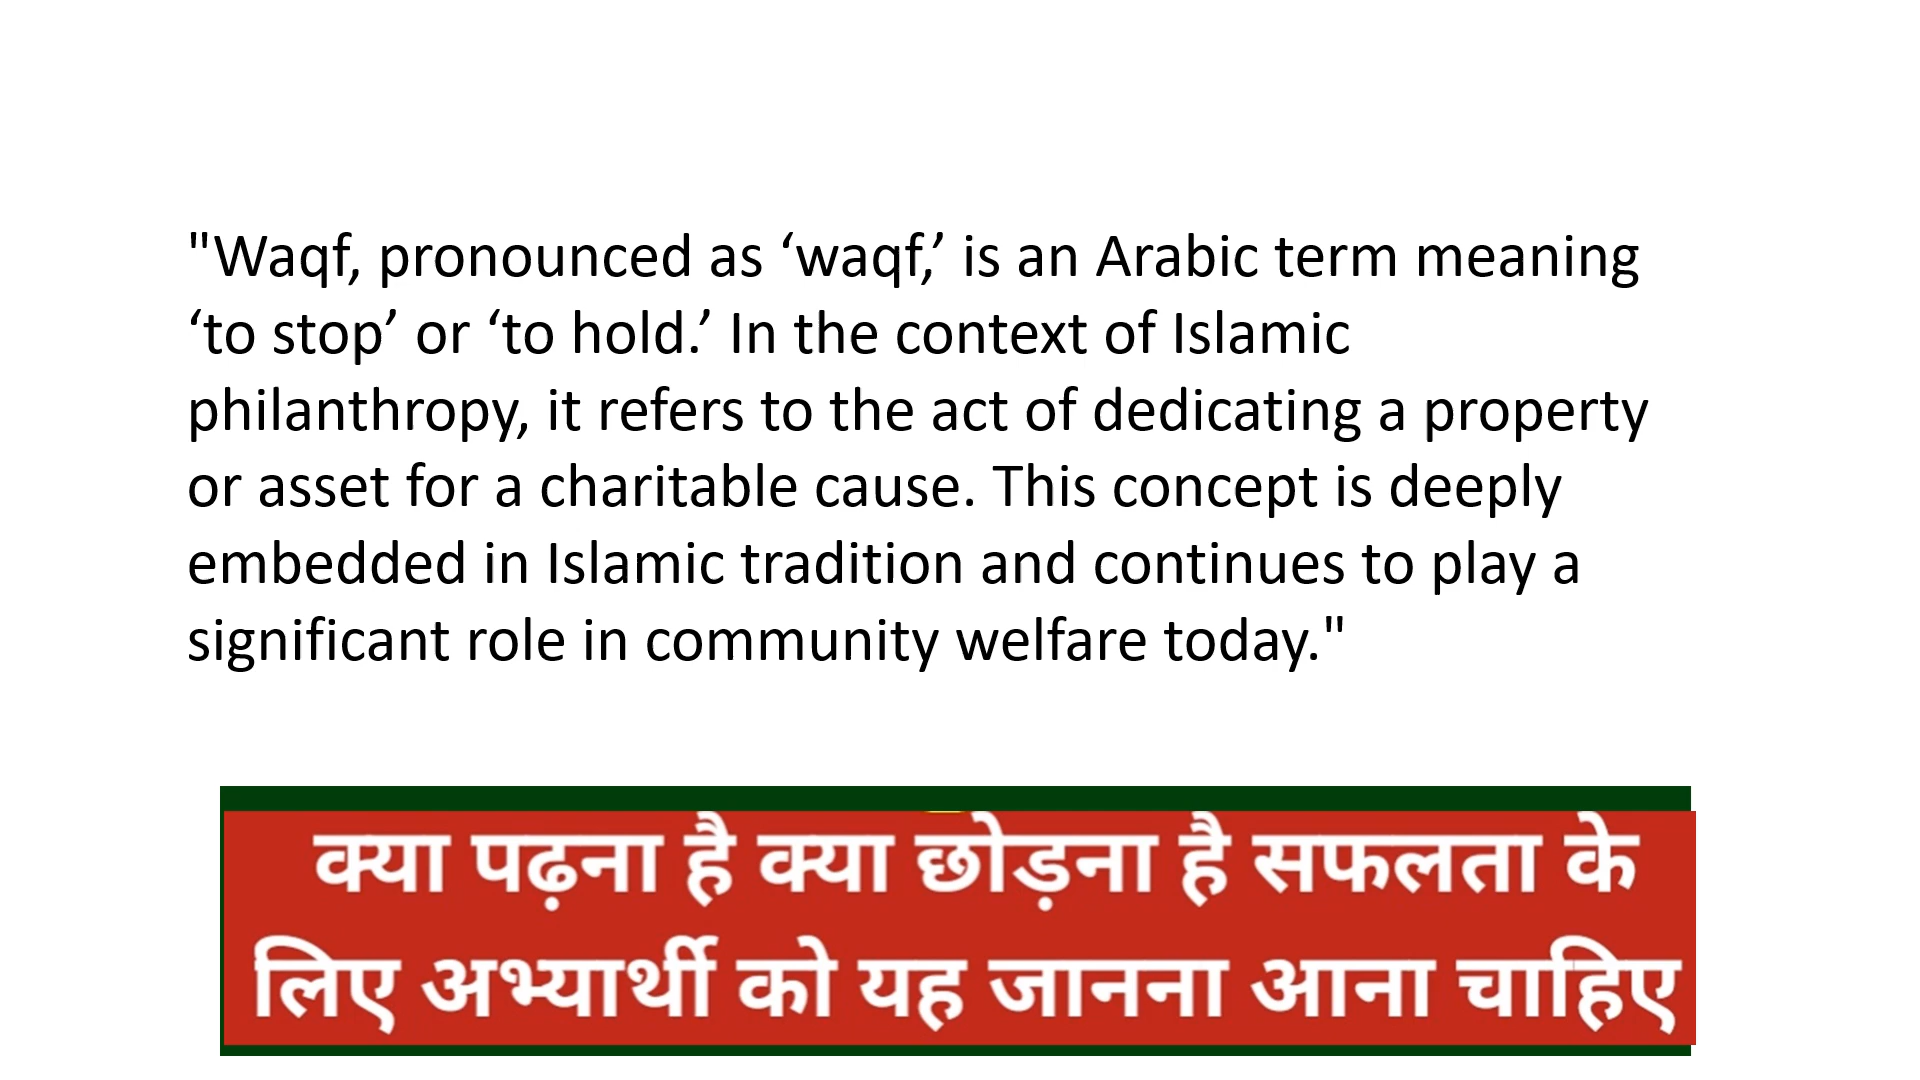 "Waqf, pronounced as ‘waqf,’ is an Arabic term meaning
‘to stop’ or ‘to hold.’ In the context of Islamic
philanthropy, it refers to the act of dedicating a property
or asset for a charitable cause. This concept is deeply
embedded in Islamic tradition and continues to play a
significant role in community welfare today."
क्या पढ़ना है क्या छोड़ना है सफलता के
लिए अभ्यार्थी को यह जानना आना चाहिए